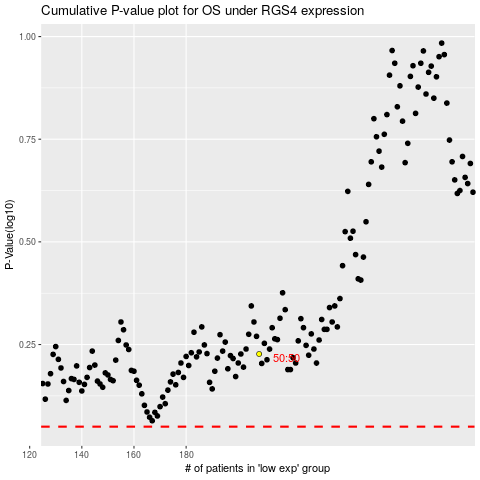 Cumulative P-value plot for OS under RGS4 expression
P-Value(log10)
1.00
0.75
0.50
0.25
50:50
120 140 160 180
# of patients in 'low exp' group